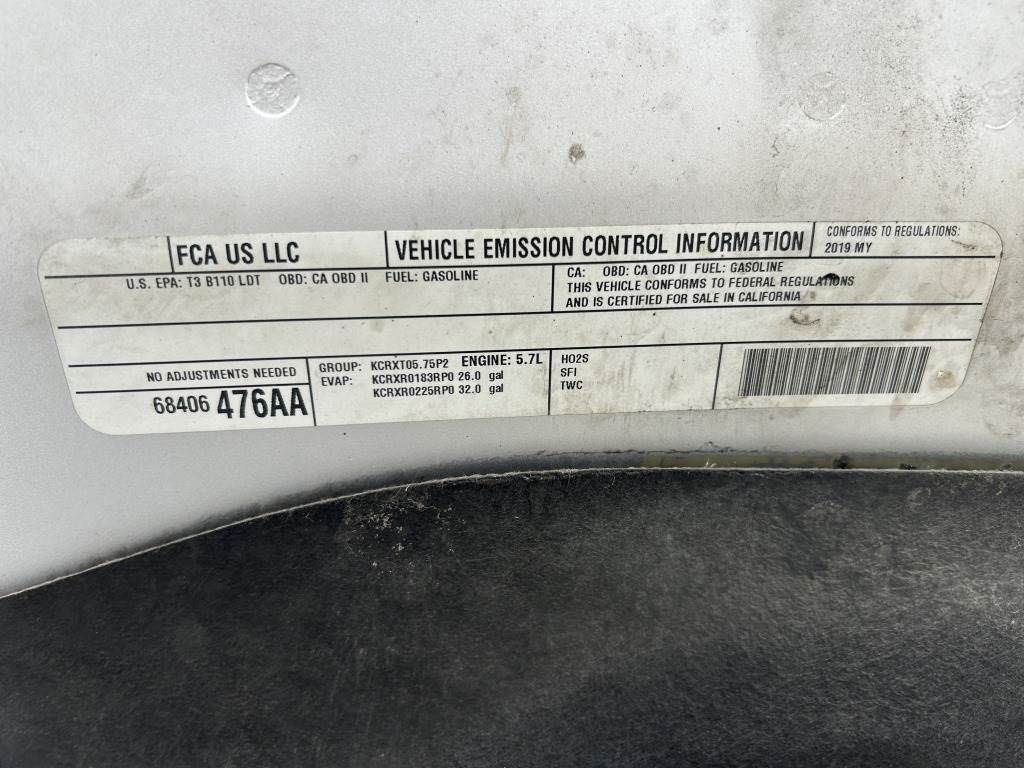 FCA US LLC
VEHICLE EMISSION CONTROL INFORMATION
CONFORMS TO REGULATIONS:
2019 MY
U.S. EPA: T3 B110 LDT OBD: CA OBD II FUEL: GASOLINE
CA: OBD: CA OBD II FUEL: GASOLINE
THIS VEHICLE CONFORMS TO FEDERAL REGULATIONS
AND IS CERTIFIED FOR SALE IN CALIFORNIA
NO ADJUSTMENTS NEEDED
68406 476AA
GROUP: KCRXT05.75P2 ENGINE: 5.7L
EVAP: KCRXR0183RP0 26.0 gal
KCRXR0225RP0 32.0 gal
HO2S
SFI
TWC